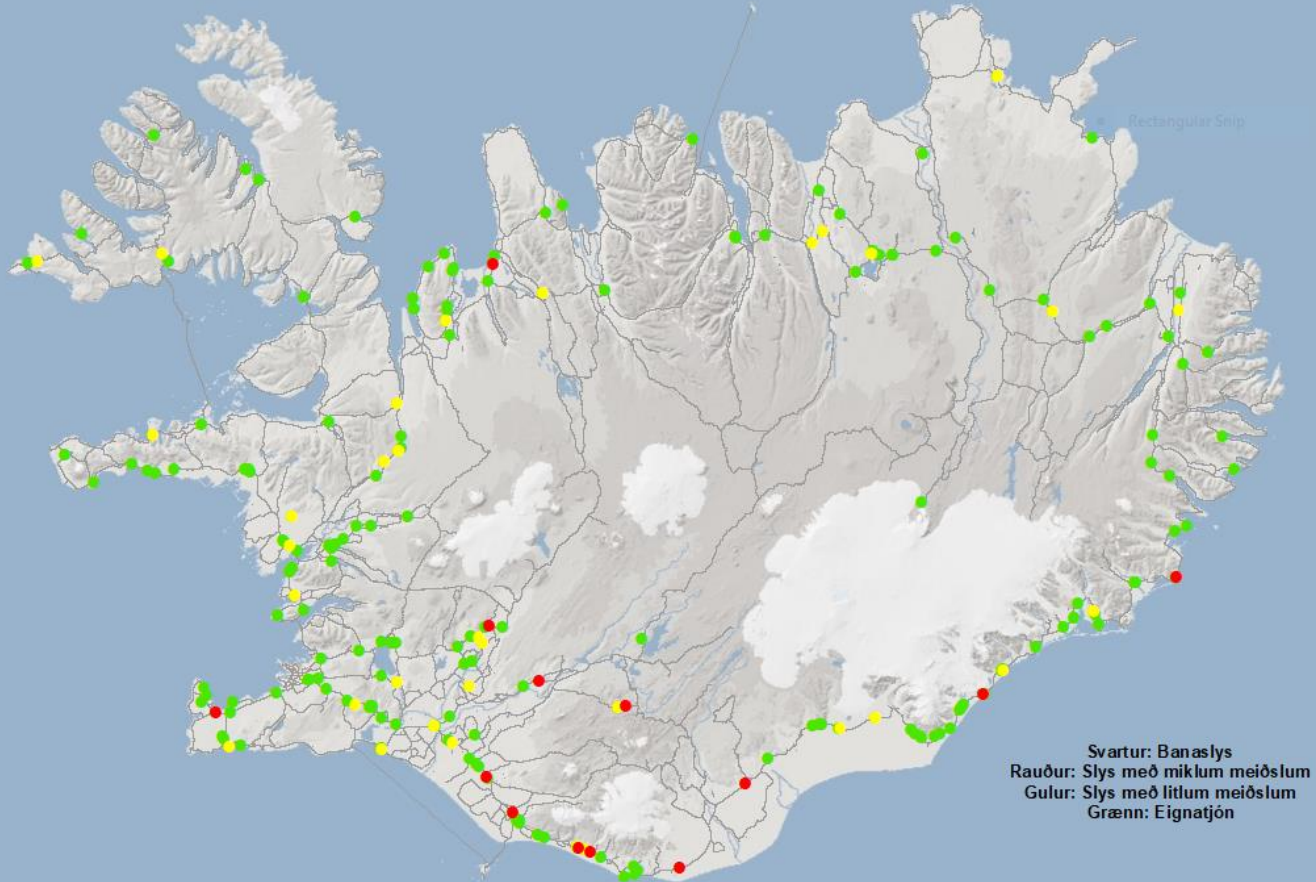 Rectangular Snip
Svartur: Banaslys
Rauður: Slys með miklum meiðslum
Gulur: Slys með litlum meiðslum
Grænn: Eignatjón